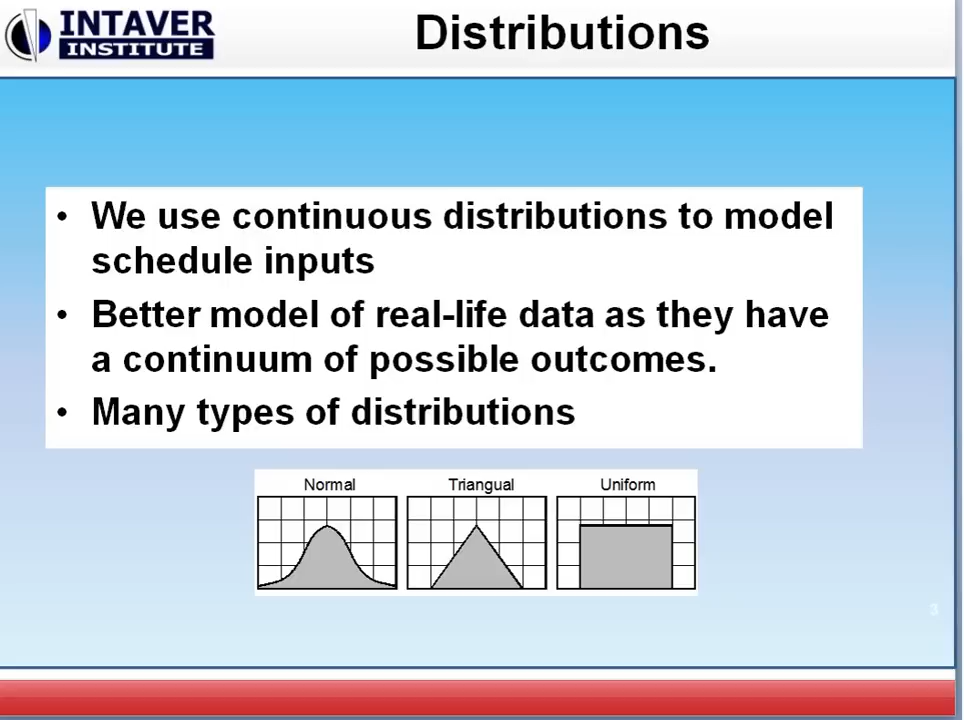 INTAVER
INSTITUTE
Distributions
• We use continuous distributions to model
schedule inputs
• Better model of real-life data as they have
a continuum of possible outcomes.
• Many types of distributions
Normal Triangual Uniform
3